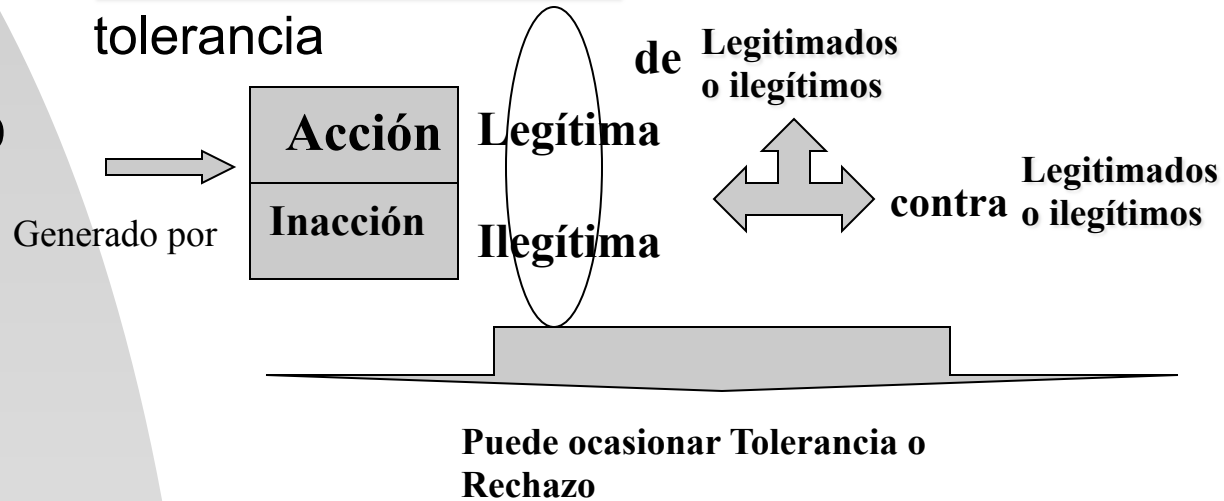 tolerancia
de
Legitimados
o ilegítimos
Acción
Legítima
Generado por
Inacción
Ilegítima
contra
Legitimados
o ilegítimos
Puede ocasionar Tolerancia o
Rechazo